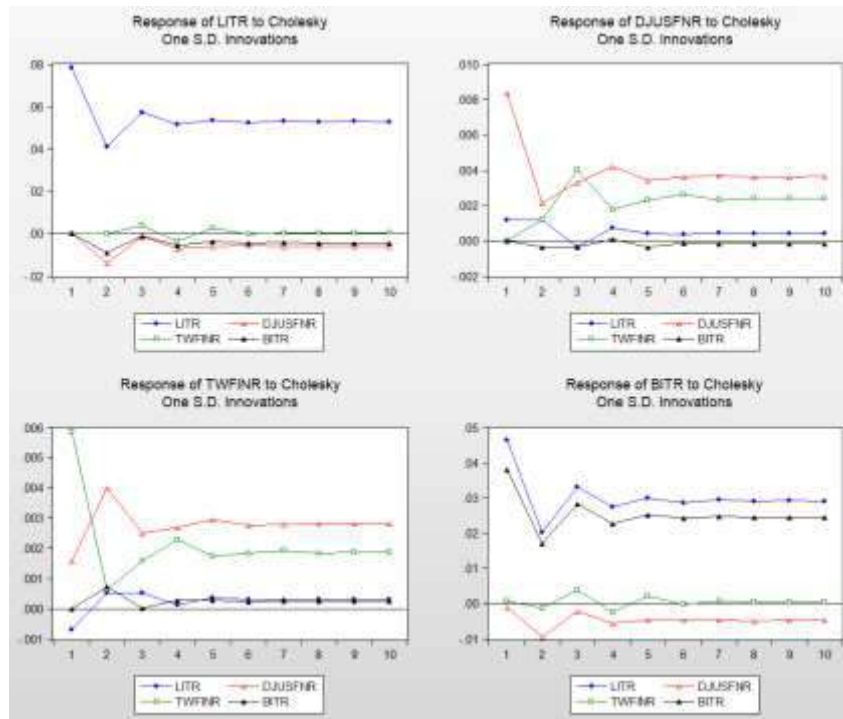 Response of LITR to Cholesky
One S.D. Innovations
.08
.06
.04
.02
.00
-.02
1 2 3 4 5 6 7 8 9 10
LITR DJUSFNR
TWFINR BITR
Response of DJUSFNR to Cholesky
One S.D. Innovations
.010
.008
.006
.004
.002
.000
-.002
1 2 3 4 5 6 7 8 9 10
LITR DJUSFNR
TWFINR BITR
Response of TWFINR to Cholesky
One S.D. Innovations
.006
.005
.004
.003
.002
.001
.000
-.001
1 2 3 4 5 6 7 8 9 10
LITR DJUSFNR
TWFINR BITR
Response of BITR to Cholesky
One S.D. Innovations
.05
.04
.03
.02
.01
.00
-.01
1 2 3 4 5 6 7 8 9 10
LITR DJUSFNR
TWFINR BITR